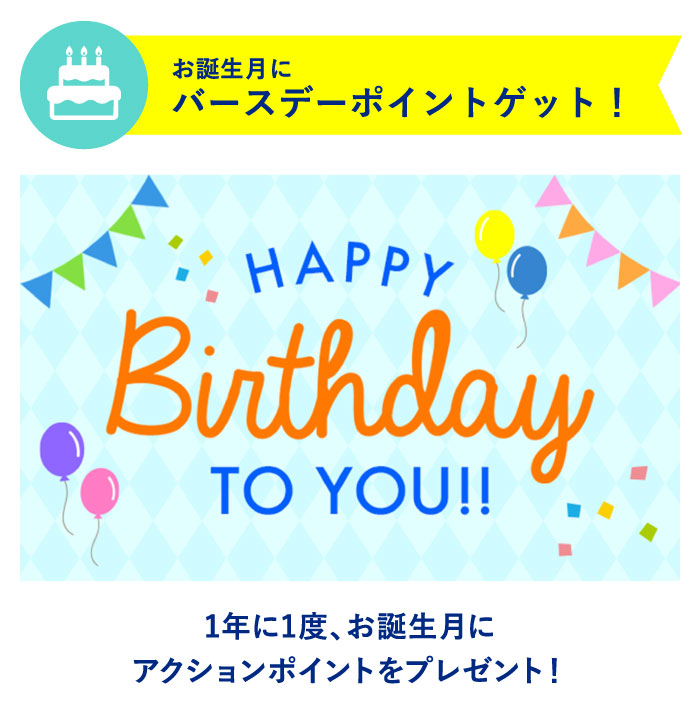 お誕生月に
バースデーポイントゲット！
HAPPY
Birthday
TO YOU!!
1年に1度、お誕生月に
アクションポイントをプレゼント！